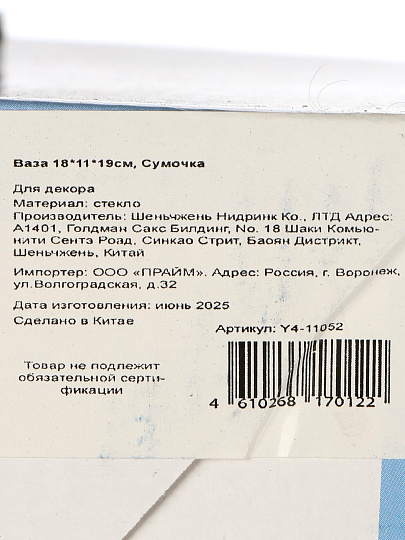 Ваза 18*11*19см, Сумочка
Для декора
Материал: стекло
Производитель: Шеньчжень Нидринк Ко., ЛТД Адрес:
А1401, Голдман Сакс Билдинг, No. 18 Шаки Комью-
нити Сентэ Роад, Синкао Стрит, Баоян Дистрикт,
Шеньчжень, Китай
Импортер: ООО «ПРАЙМ». Адрес: Россия, г. Воронеж,
ул.Волгоградская, д.32
Дата изготовления: июнь 2025
Сделано в Китае
Артикул: Y4-11052
Товар не подлежит
обязательной серти-
фикации
4 610268 170122